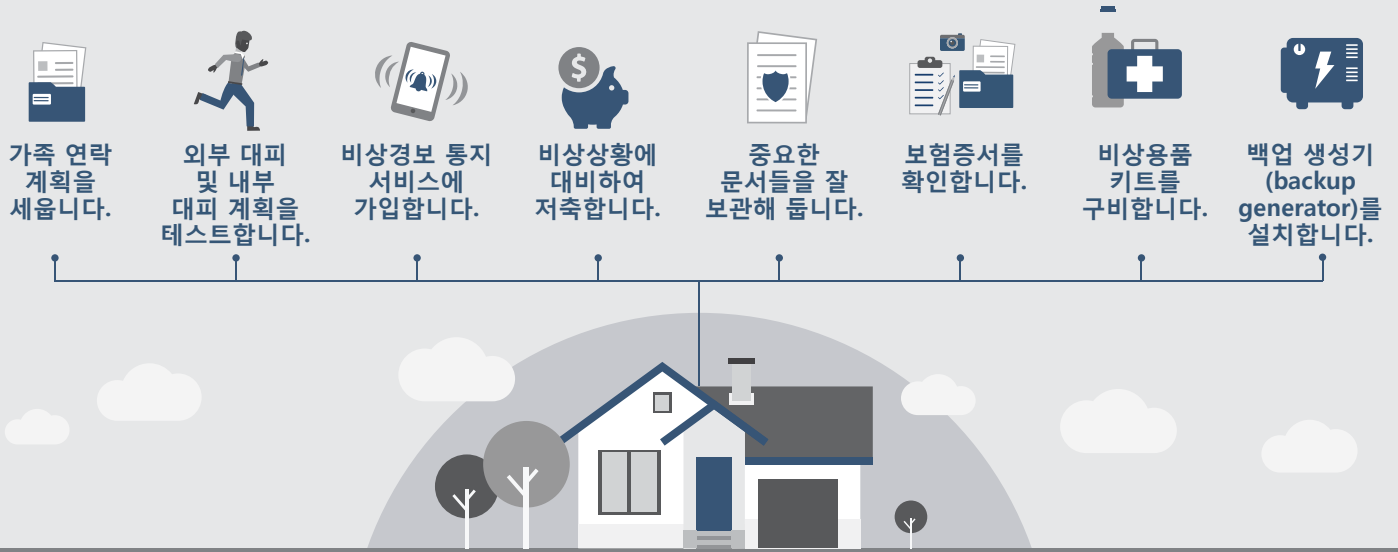 가족 연락
계획을
세웁니다.
외부 대피
및 내부
대피 계획을
테스트합니다.
비상경보 통지
서비스에
가입합니다.
$
비상상황에
대비하여
저축합니다.
중요한
문서들을 잘
보관해 둡니다.
보험증서를
확인합니다.
비상용품
키트를
구비합니다.
백업 생성기
(backup
generator)를
설치합니다.